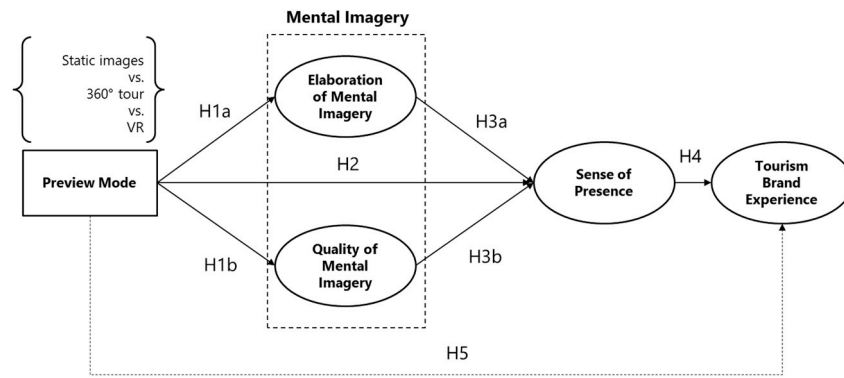 Mental Imagery
Static images
vs.
360° tour
vs.
VR
Preview Mode
H1a
H1b
H2
Elaboration
of Mental
Imagery
Quality of
Mental
Imagery
H3a
H3b
Sense of
Presence
H4
Tourism
Brand
Experience
H5